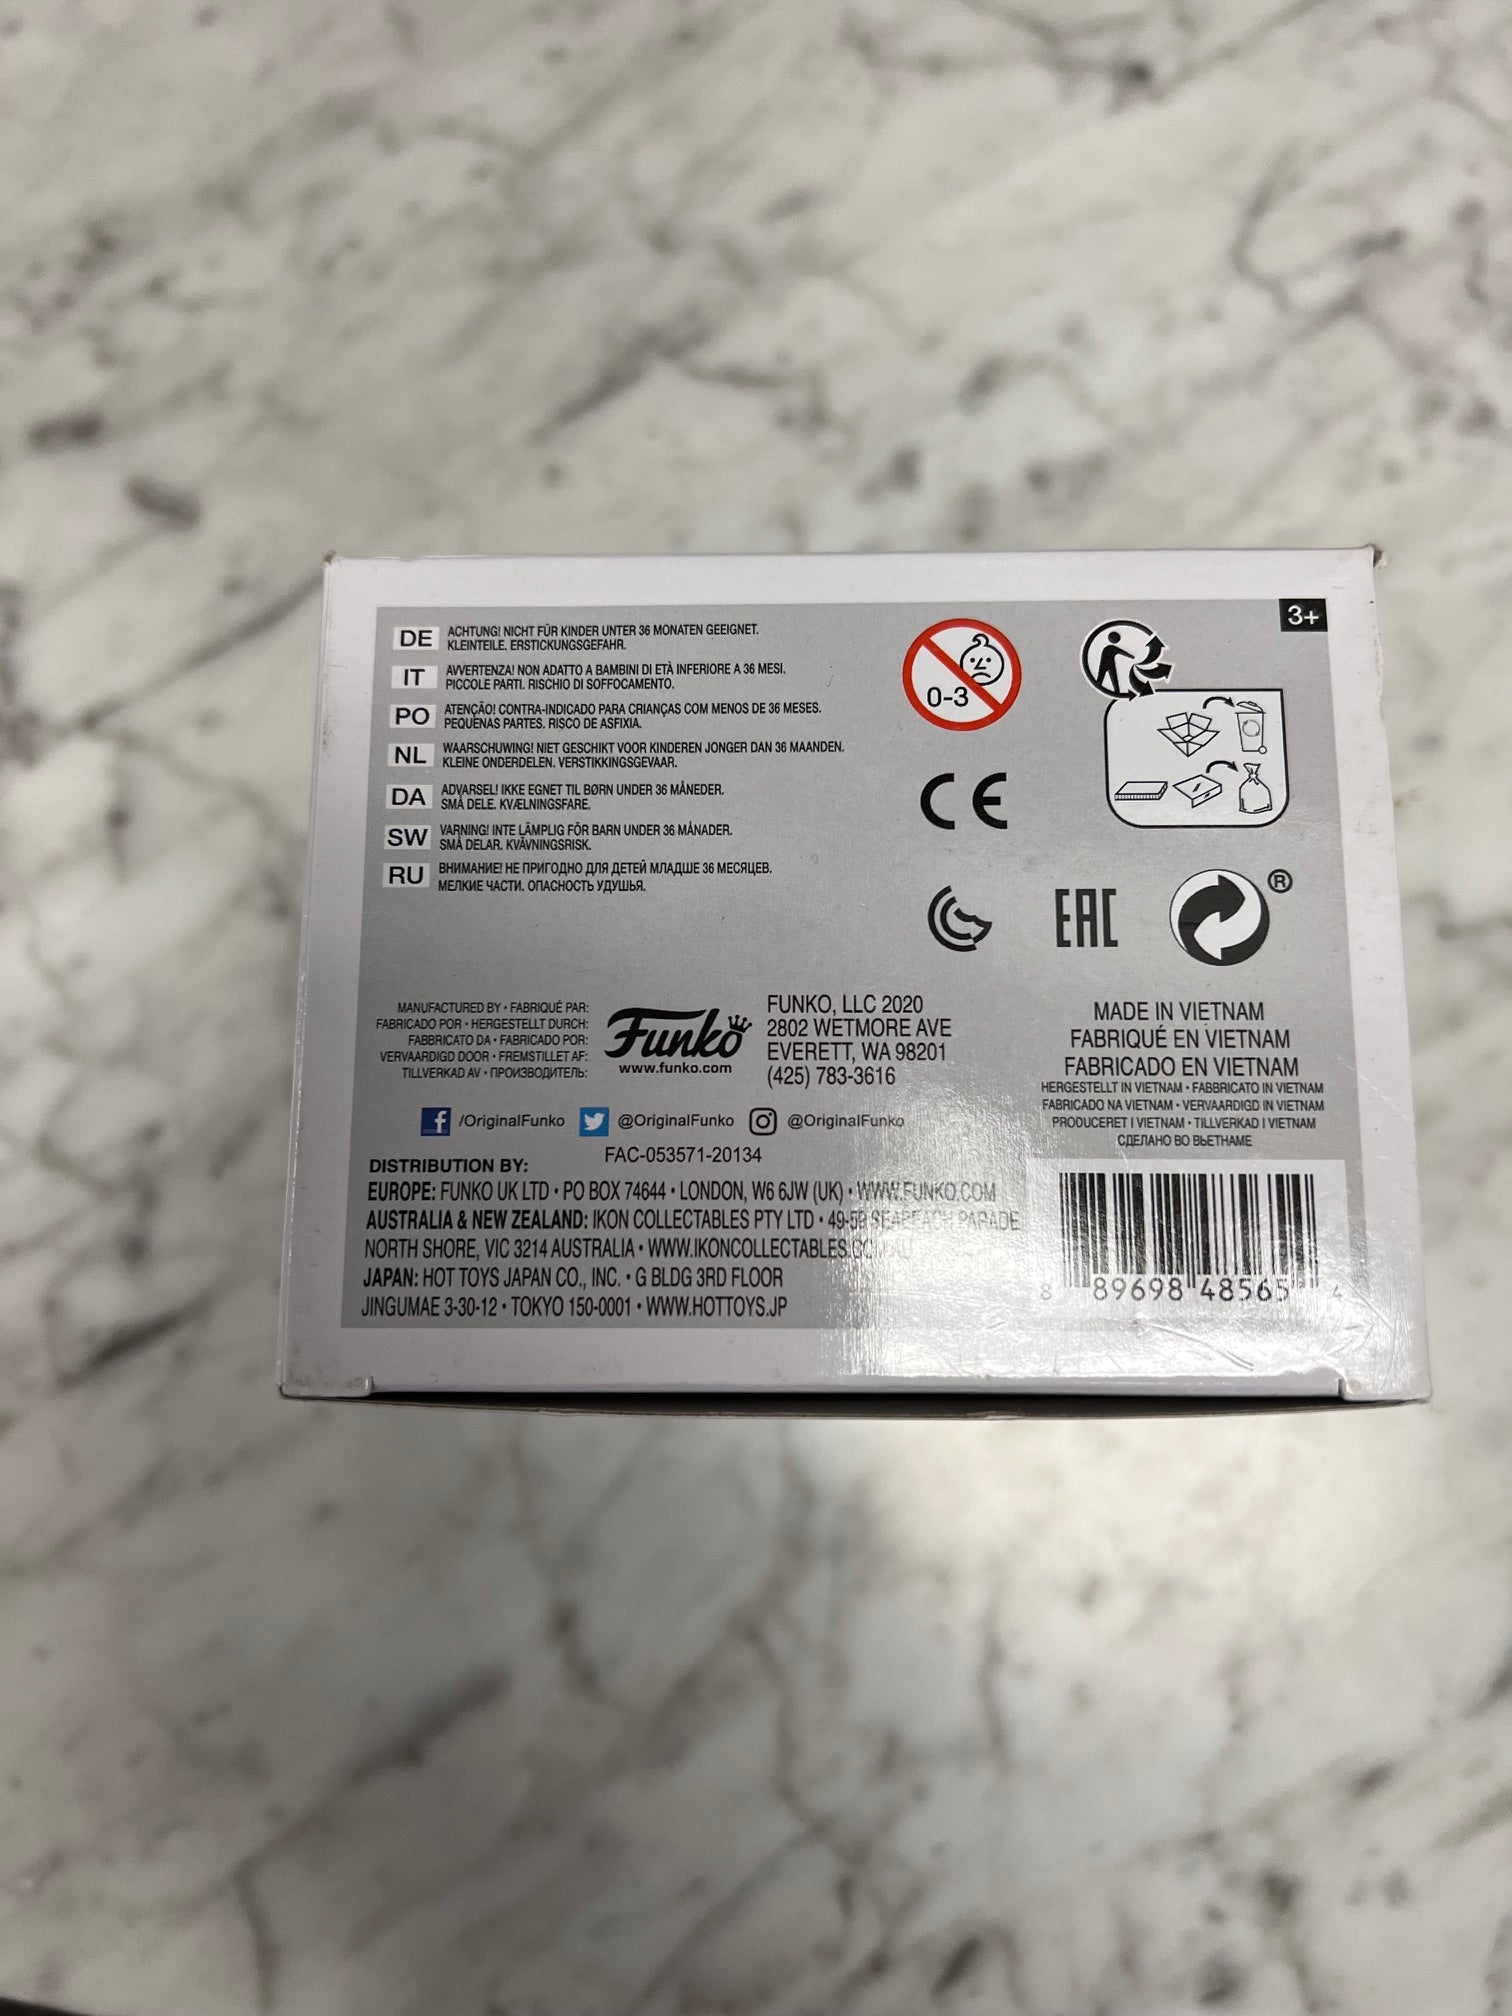 3+
DE ACHTUNG! NICHT FÜR KINDER UNTER 36 MONATEN GEEIGNET.
KLEINTEILE. ERSTICKUNGSGEFAHR.
IT AVVERTENZA! NON ADATTO A BAMBINI DI ETÀ INFERIORE A 36 MESI.
PICCOLE PARTI. RISCHIO DI SOFFOCAMENTO.
PO ATENÇÃO! CONTRA-INDICADO PARA CRIANÇAS COM MENOS DE 36 MESES.
PEQUENAS PARTES. RISCO DE ASFIXIA.
NL WAARSCHUWING! NIET GESCHIKT VOOR KINDEREN JONGER DAN 36 MAANDEN.
KLEINE ONDERDELEN. VERSTIKKINGSGEVAAR.
DA ADVARSEL! IKKE EGNET TIL BØRN UNDER 36 MÅNEDER.
SMÅ DELE. KVÆLNINGSFARE.
SW VARNING! INTE LÄMPLIG FÖR BARN UNDER 36 MÅNADER.
SMÅ DELAR. KVÄVNINGSRISK.
RU ВНИМАНИЕ! НЕ ПРИГОДНО ДЛЯ ДЕТЕЙ МЛАДШЕ 36 МЕСЯЦЕВ.
МЕЛКИЕ ЧАСТИ. ОПАСНОСТЬ УДУШЬЯ.
0-3
CE
EAC
®
MANUFACTURED BY • FABRIQUÉ PAR:
FABRICADO POR • HERGESTELLT DURCH:
FABBRICATO DA • FABRICADO POR:
VERVAARDIGD DOOR • FREMSTILLET AF:
TILLVERKAD AV • ПРОИЗВОДИТЕЛЬ:
Funko
www.funko.com
FUNKO, LLC 2020
2802 WETMORE AVE
EVERETT, WA 98201
(425) 783-3616
MADE IN VIETNAM
FABRIQUÉ EN VIETNAM
FABRICADO EN VIETNAM
HERGESTELLT IN VIETNAM • FABBRICATO IN VIETNAM
FABRICADO NA VIETNAM • VERVAARDIGD IN VIETNAM
PRODUCERET I VIETNAM • TILLVERKAD I VIETNAM
СДЕЛАНО ВО ВЬЕТНАМЕ
/OriginalFunko @OriginalFunko @OriginalFunko
FAC-053571-20134
DISTRIBUTION BY:
EUROPE: FUNKO UK LTD • PO BOX 74644 • LONDON, W6 6JW (UK) • WWW.FUNKO.COM
AUSTRALIA & NEW ZEALAND: IKON COLLECTABLES PTY LTD • 49-59 SEABEACH PARADE
NORTH SHORE, VIC 3214 AUSTRALIA • WWW.IKONCOLLECTABLES.COM.AU
JAPAN: HOT TOYS JAPAN CO., INC. • G BLDG 3RD FLOOR
JINGUMAE 3-30-12 • TOKYO 150-0001 • WWW.HOTTOYS.JP
8 89698 48565 4